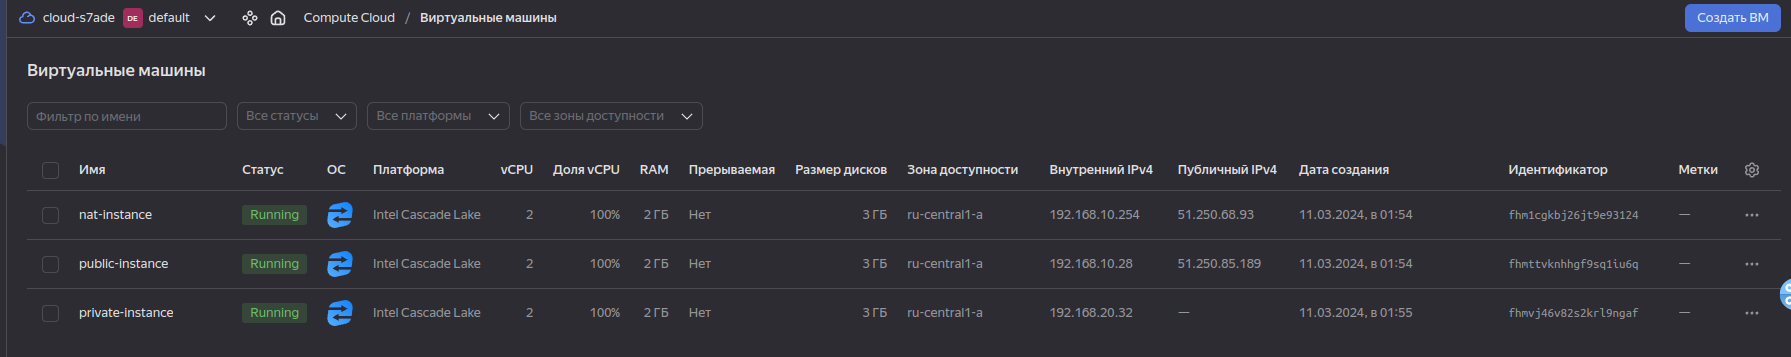 cloud-s7ade DE default Compute Cloud / Виртуальные машины Создать ВМ
Виртуальные машины
Фильтр по имени Все статусы Все платформы Все зоны доступности
Имя Статус ОС Платформа vCPU Доля vCPU RAM Прерываемая Размер дисков Зона доступности Внутренний IPv4 Публичный IPv4 Дата создания Идентификатор Метки
nat-instance Running Intel Cascade Lake 2 100% 2 ГБ Нет 3 ГБ ru-central1-a 192.168.10.254 51.250.68.93 11.03.2024, в 01:54 fhm1cgkbj26jt9e93124 —
public-instance Running Intel Cascade Lake 2 100% 2 ГБ Нет 3 ГБ ru-central1-a 192.168.10.28 51.250.85.189 11.03.2024, в 01:54 fhmttvknhhgf9sq1iu6q —
private-instance Running Intel Cascade Lake 2 100% 2 ГБ Нет 3 ГБ ru-central1-a 192.168.20.32 — 11.03.2024, в 01:55 fhmvj46v82s2krl9ngaf —